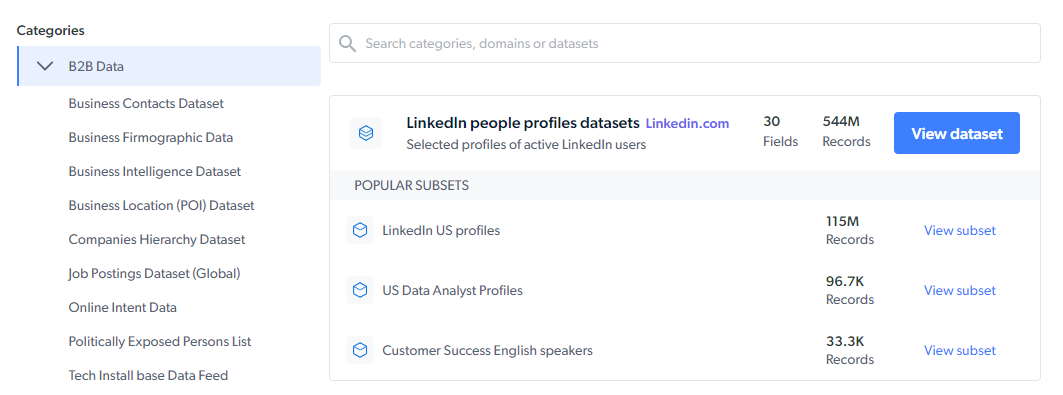 Categories
B2B Data
Business Contacts Dataset
Business Firmographic Data
Business Intelligence Dataset
Business Location (POI) Dataset
Companies Hierarchy Dataset
Job Postings Dataset (Global)
Online Intent Data
Politically Exposed Persons List
Tech Install base Data Feed
Search categories, domains or datasets
LinkedIn people profiles datasets Linkedin.com
Selected profiles of active LinkedIn users
30
Fields
544M
Records
View dataset
POPULAR SUBSETS
LinkedIn US profiles
115M
Records
View subset
US Data Analyst Profiles
96.7K
Records
View subset
Customer Success English speakers
33.3K
Records
View subset